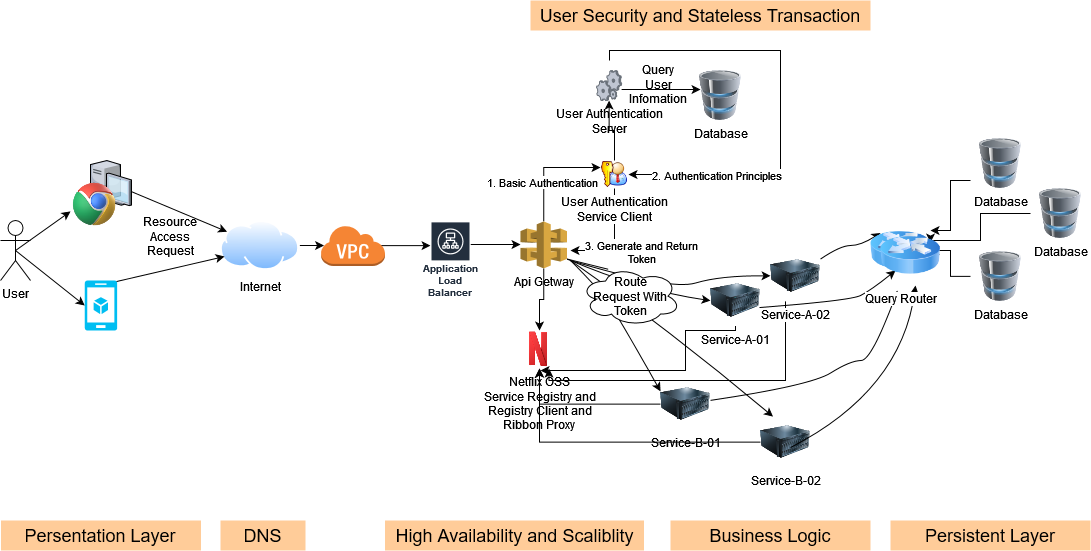 User Security and Stateless Transaction
Query
User
Infomation
User Authentication
Server
Database
1. Basic Authentication
2. Authentication Principles
User Authentication
Service Client
3. Generate and Return
Token
Resource
Access
Request
User
Internet
VPC
Application
Load
Balancer
Api Getway
Route
Request With
Token
Service-A-02
Service-A-01
Netflix OSS
Service Registry and
Registry Client and
Ribbon Proxy
Service-B-01
Service-B-02
Query Router
Database
Database
Database
Persentation Layer
DNS
High Availability and Scaliblity
Business Logic
Persistent Layer